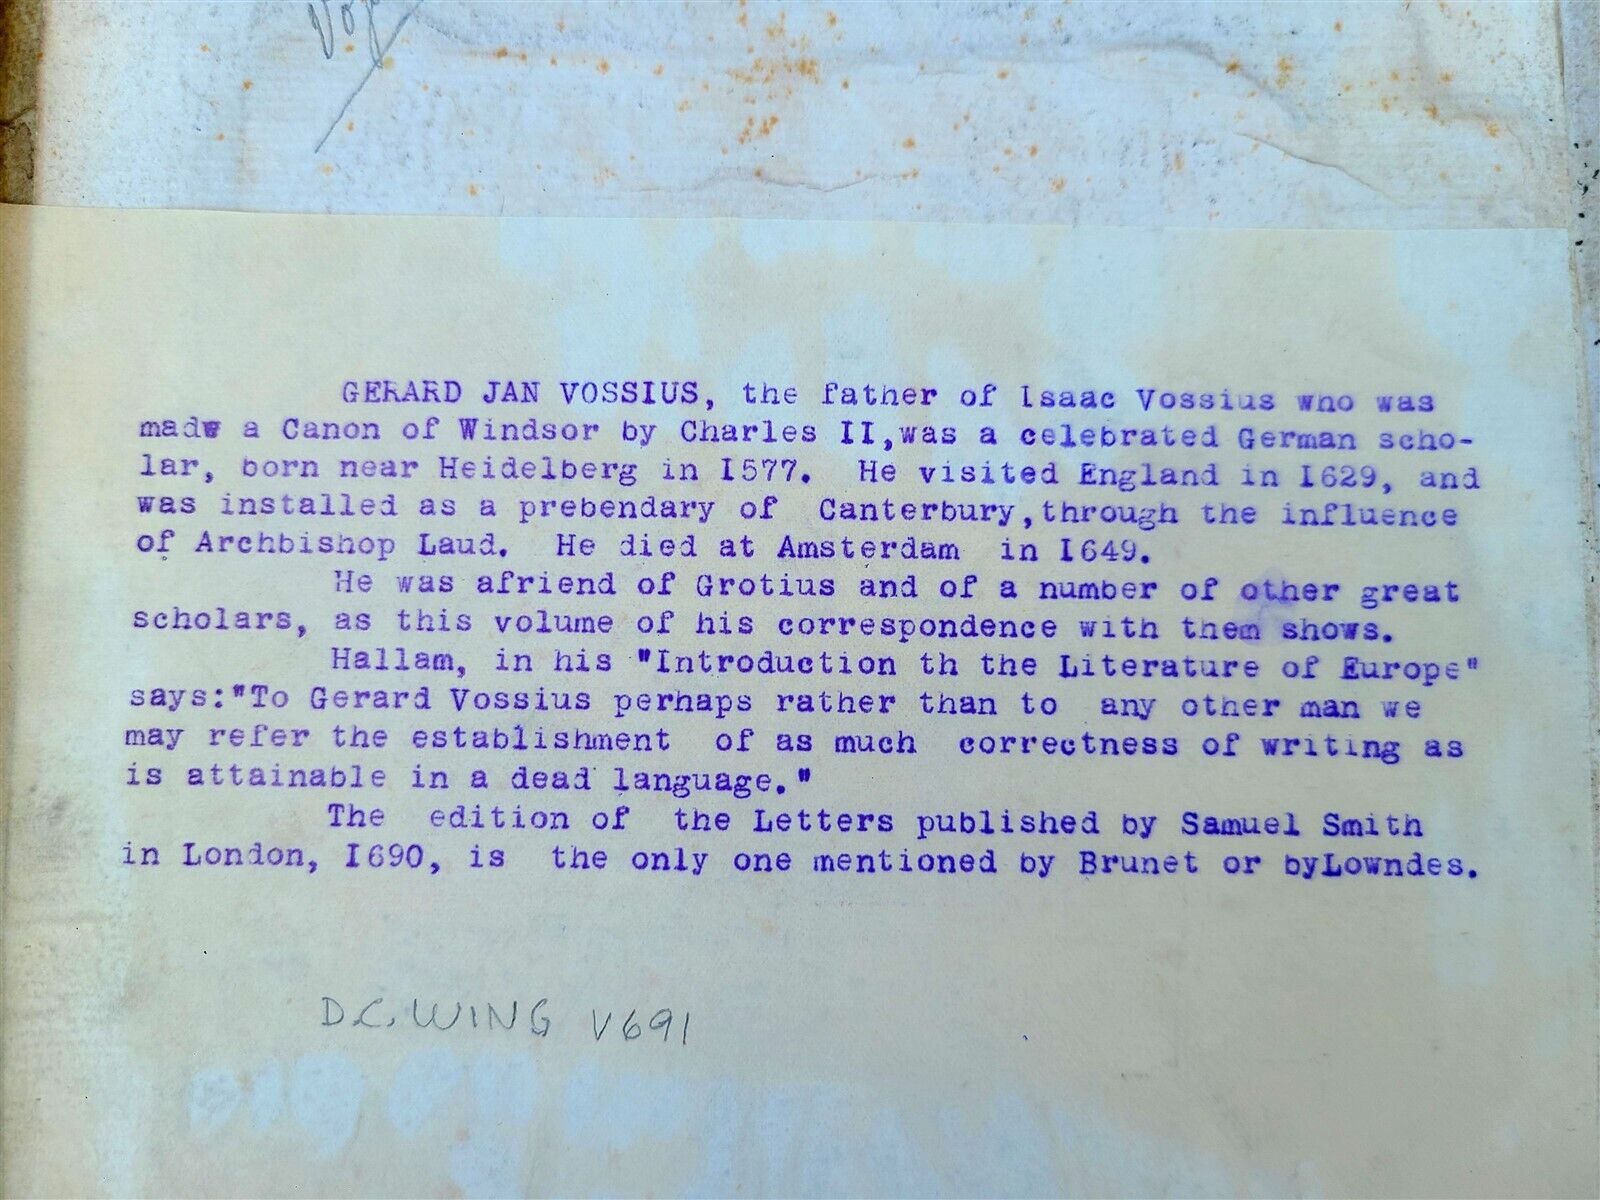 GERARD JAN VOSSIUS, the father of Isaac Vossius who was
madw a Canon of Windsor by Charles II,was a celebrated German scho-
lar, born near Heidelberg in I577. He visited England in I629, and
was installed as a prebendary of Canterbury,through the influence
of Archbishop Laud. He died at Amsterdam in I649.
He was afriend of Grotius and of a number of other great
scholars, as this volume of his correspondence with them shows.
Hallam, in his "Introduction th the Literature of Europe"
says:"To Gerard Vossius perhaps rather than to any other man we
may refer the establishment of as much correctness of writing as
is attainable in a dead language."
The edition of the Letters published by Samuel Smith
in London, I690, is the only one mentioned by Brunet or byLowndes.
D.C. WING V691